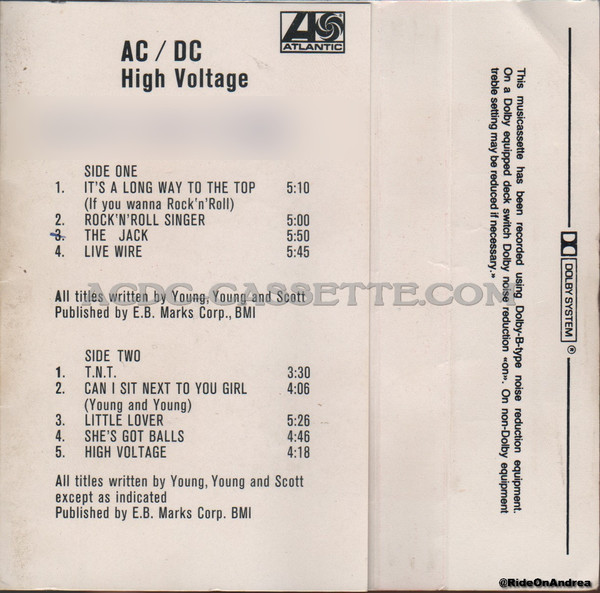 ATLANTIC
AC / DC
High Voltage
SIDE ONE
1. IT'S A LONG WAY TO THE TOP 5:10
(If you wanna Rock'n'Roll)
2. ROCK'N'ROLL SINGER 5:00
3. THE JACK 5:50
4. LIVE WIRE 5:45
ACDC-CASSETTE.COM
All titles written by Young, Young and Scott
Published by E.B. Marks Corp., BMI
SIDE TWO
1. T.N.T. 3:30
2. CAN I SIT NEXT TO YOU GIRL 4:06
(Young and Young)
3. LITTLE LOVER 5:26
4. SHE'S GOT BALLS 4:46
5. HIGH VOLTAGE 4:18
All titles written by Young, Young and Scott
except as indicated
Published by E.B. Marks Corp. BMI
This musicassette has been recorded using Dolby-B-type noise reduction equipment.
On a Dolby equipped deck switch Dolby noise reduction «on». On non-Dolby equipment
treble setting may be reduced if necessary.»
DOLBY SYSTEM ®
@RideOnAndrea